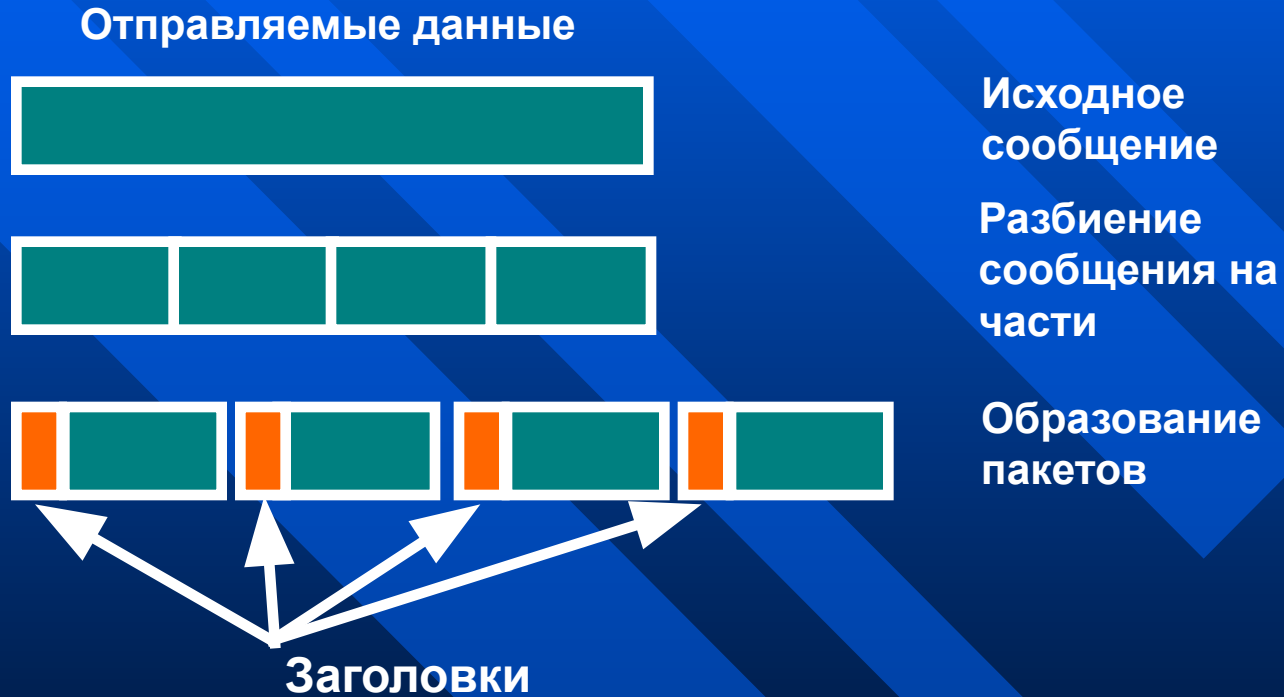 Отправляемые данные
Исходное
сообщение
Разбиение
сообщения на
части
Образование
пакетов
Заголовки